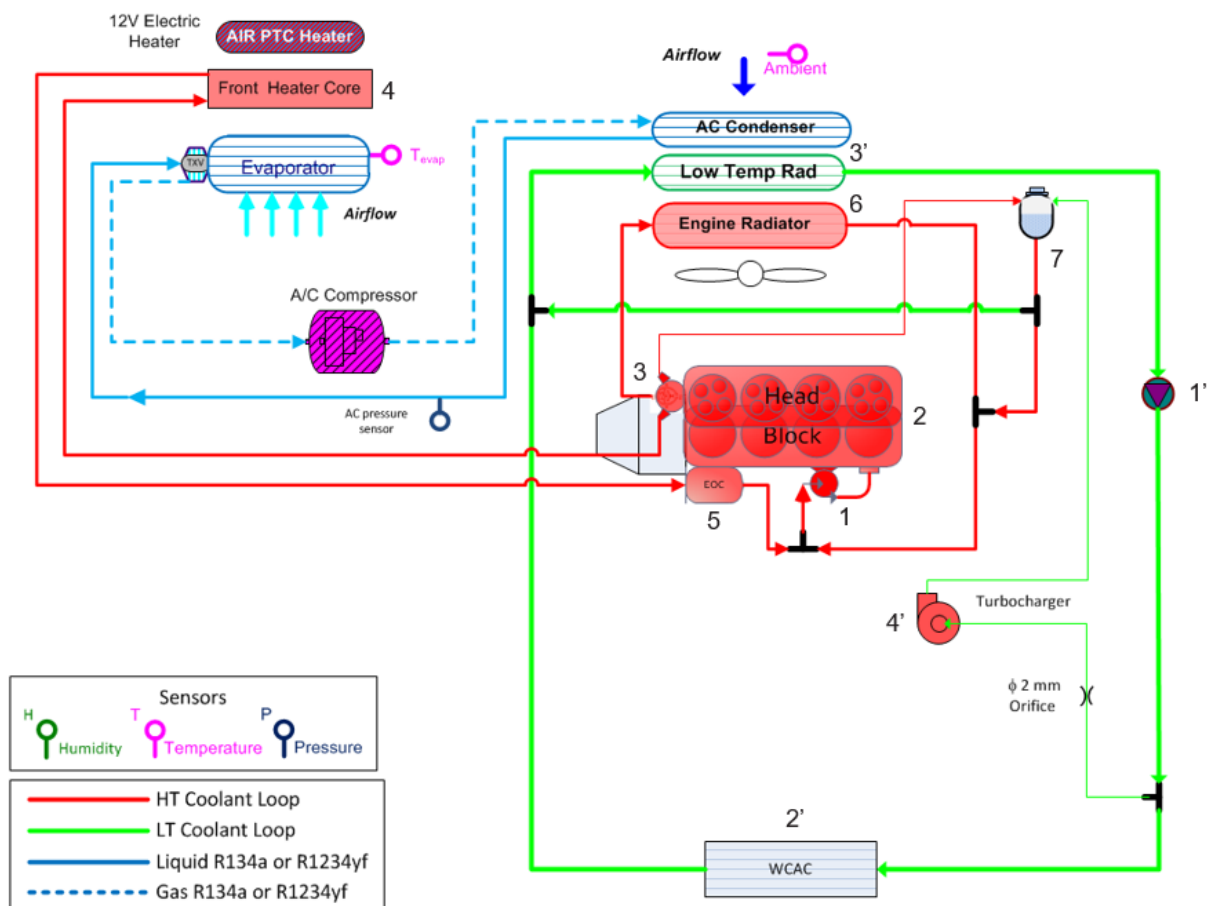 12V Electric
Heater
AIR PTC Heater
Front Heater Core
4
TXV
Evaporator
T evap
Airflow
A/C Compressor
AC pressure
sensor
Airflow
Ambient
AC Condenser
3’
Low Temp Rad
6
Engine Radiator
7
3
Head
Block
2
1’
EOC
5
1
Turbocharger
4’
ϕ 2 mm
Orifice
2’
WCAC
Sensors
H
Humidity
T
Temperature
P
Pressure
HT Coolant Loop
LT Coolant Loop
Liquid R134a or R1234yf
Gas R134a or R1234yf